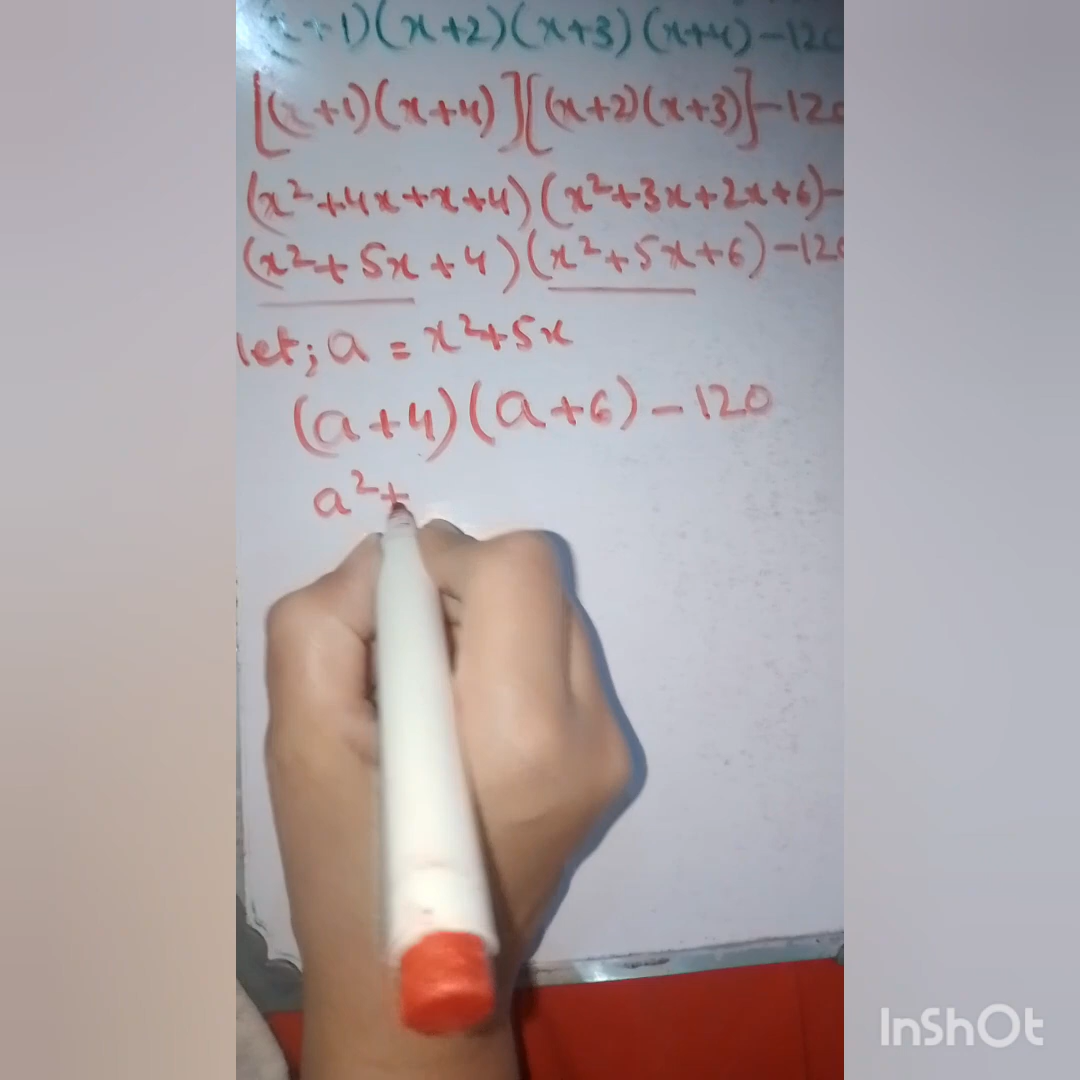 (x+1)(x+2)(x+3)(x+4)-120
[(x+1)(x+4)][(x+2)(x+3)]-120
(x²+4x+x+4)(x²+3x+2x+6)-
(x²+5x+4)(x²+5x+6)-120
let; a = x²+5x
(a+4)(a+6)-120
a²+
InShOt